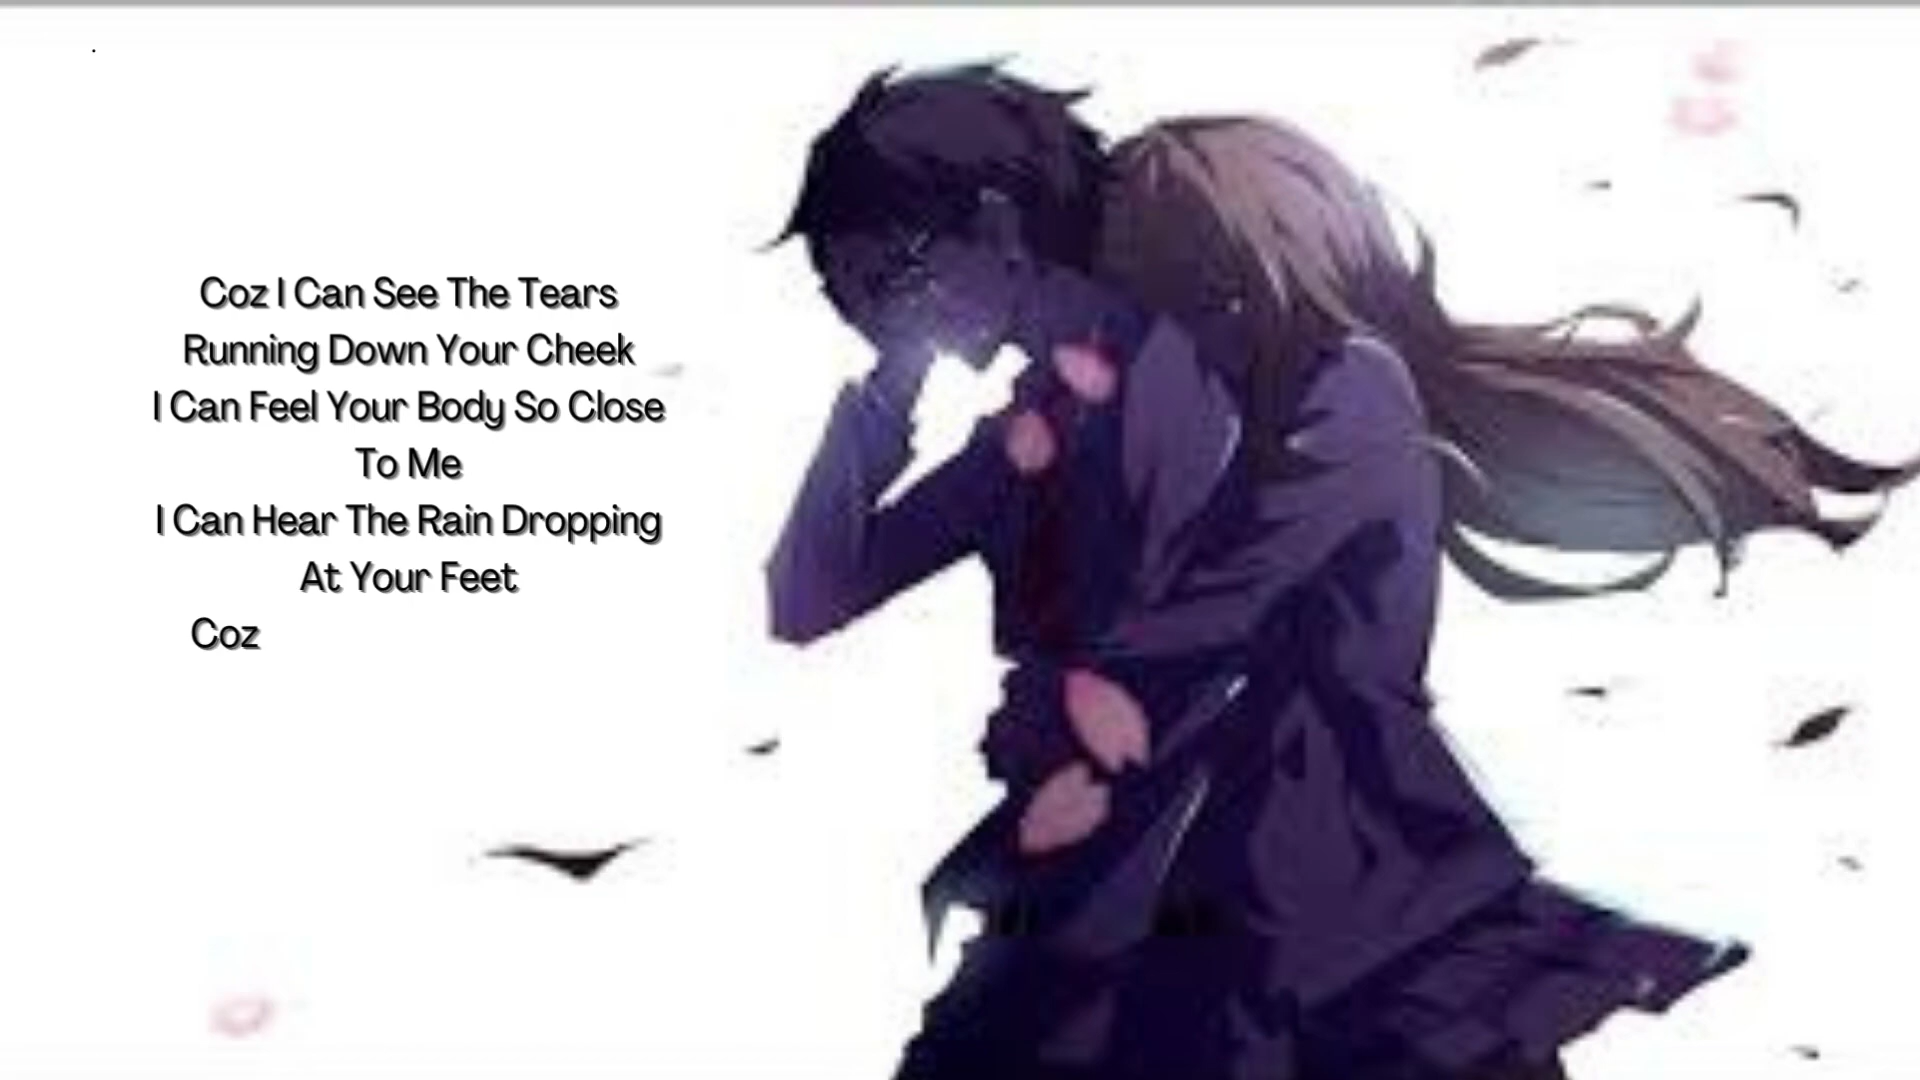 Coz I Can See The Tears
Running Down Your Cheek
I Can Feel Your Body So Close
To Me
I Can Hear The Rain Dropping
At Your Feet
Coz